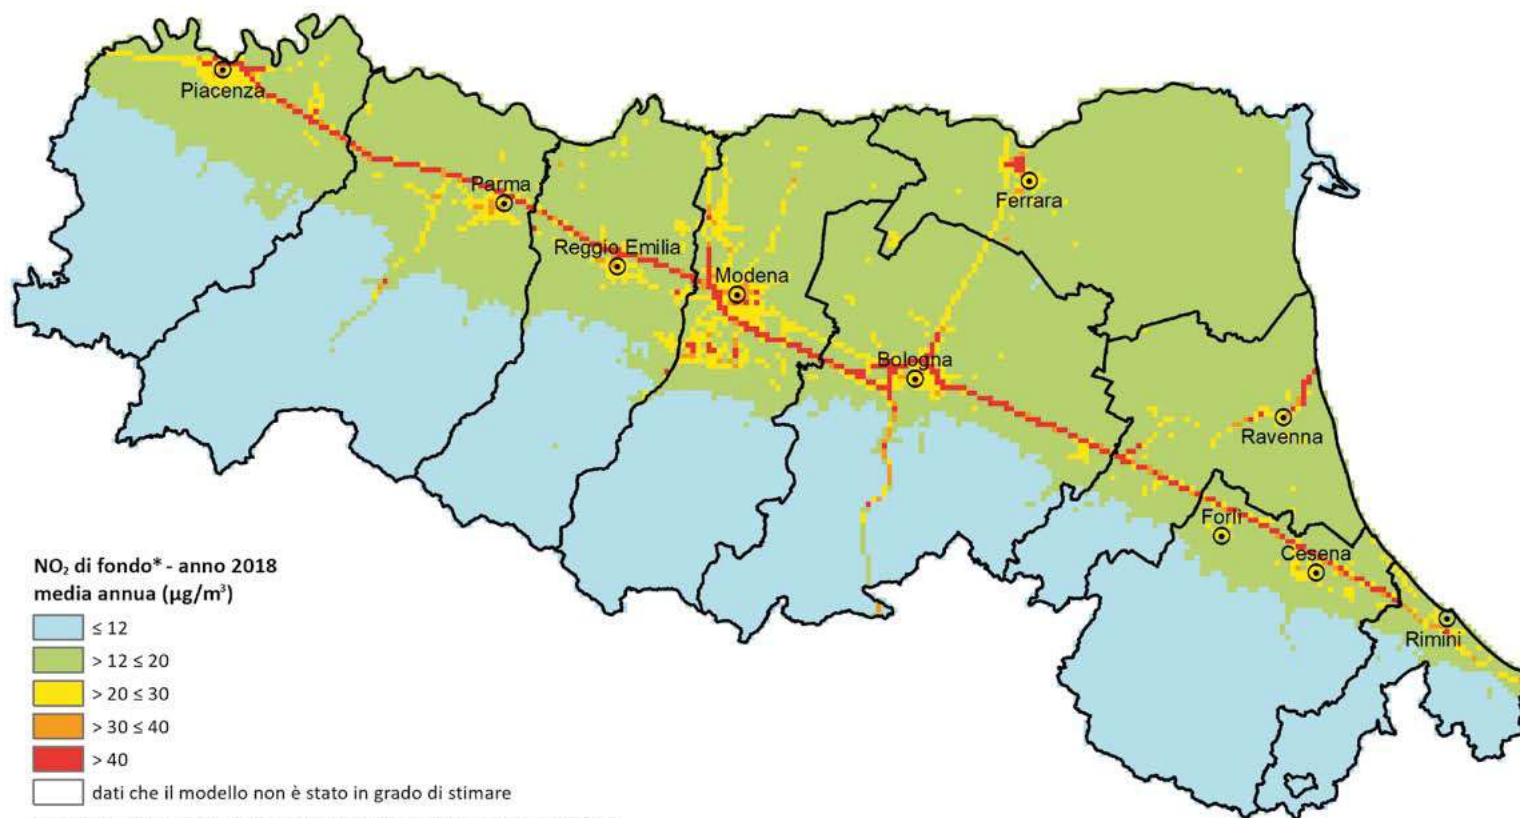 Piacenza
Parma
Reggio Emilia
Modena
Ferrara
Bologna
Ravenna
Forlì
Cesena
Rimini
NO₂ di fondo* - anno 2018
media annua (µg/m³)
≤ 12
> 12 ≤ 20
> 20 ≤ 30
> 30 ≤ 40
> 40
dati che il modello non è stato in grado di stimare